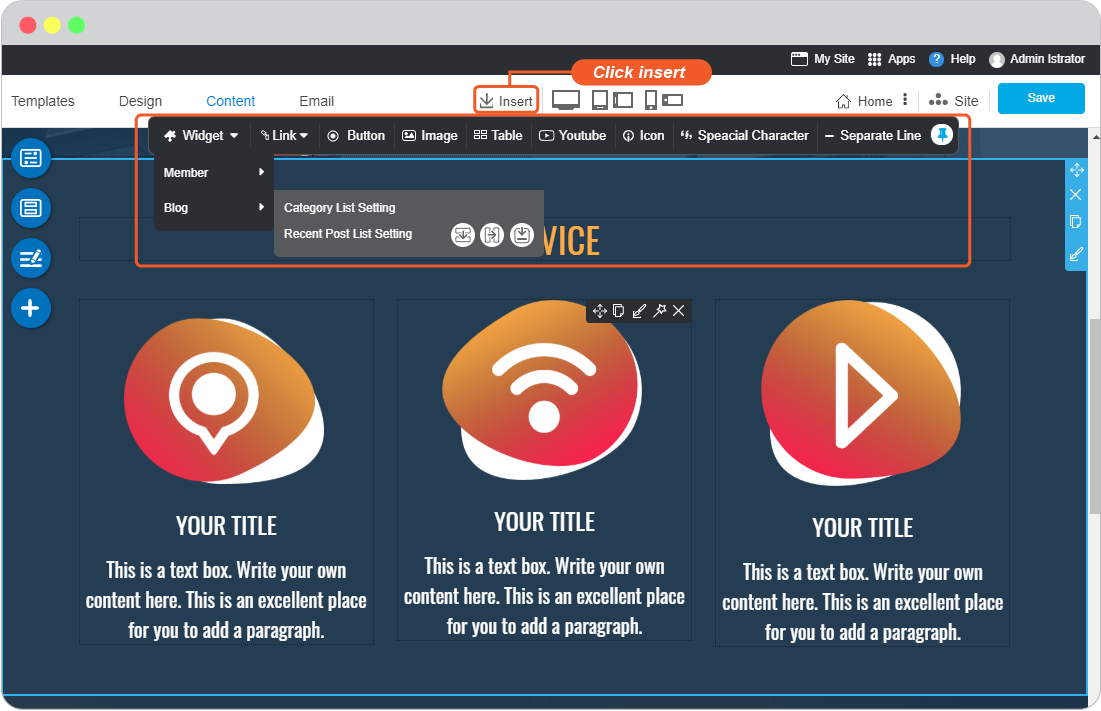 My Site Apps ? Help Admin Istrator
Click insert
Templates Design Content Email Insert Home Site Save
Widget Link Button Image Table Youtube Icon Speacial Character Separate Line
Member
Blog
Category List Setting
Recent Post List Setting
VICE
YOUR TITLE
This is a text box. Write your own
content here. This is an excellent place
for you to add a paragraph.
YOUR TITLE
This is a text box. Write your own
content here. This is an excellent place
for you to add a paragraph.
YOUR TITLE
This is a text box. Write your own
content here. This is an excellent place
for you to add a paragraph.